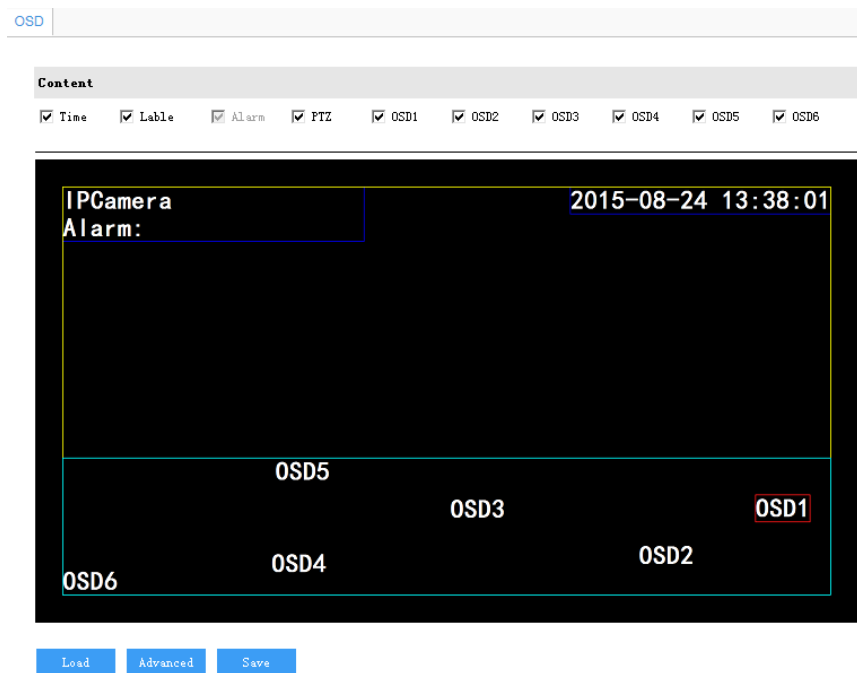 OSD
Content
Time Lable Alarm PTZ OSD1 OSD2 OSD3 OSD4 OSD5 OSD6
IPCamera 2015-08-24 13:38:01
Alarm:
OSD5
OSD3 OSD1
OSD4 OSD2
OSD6
Load Advanced Save